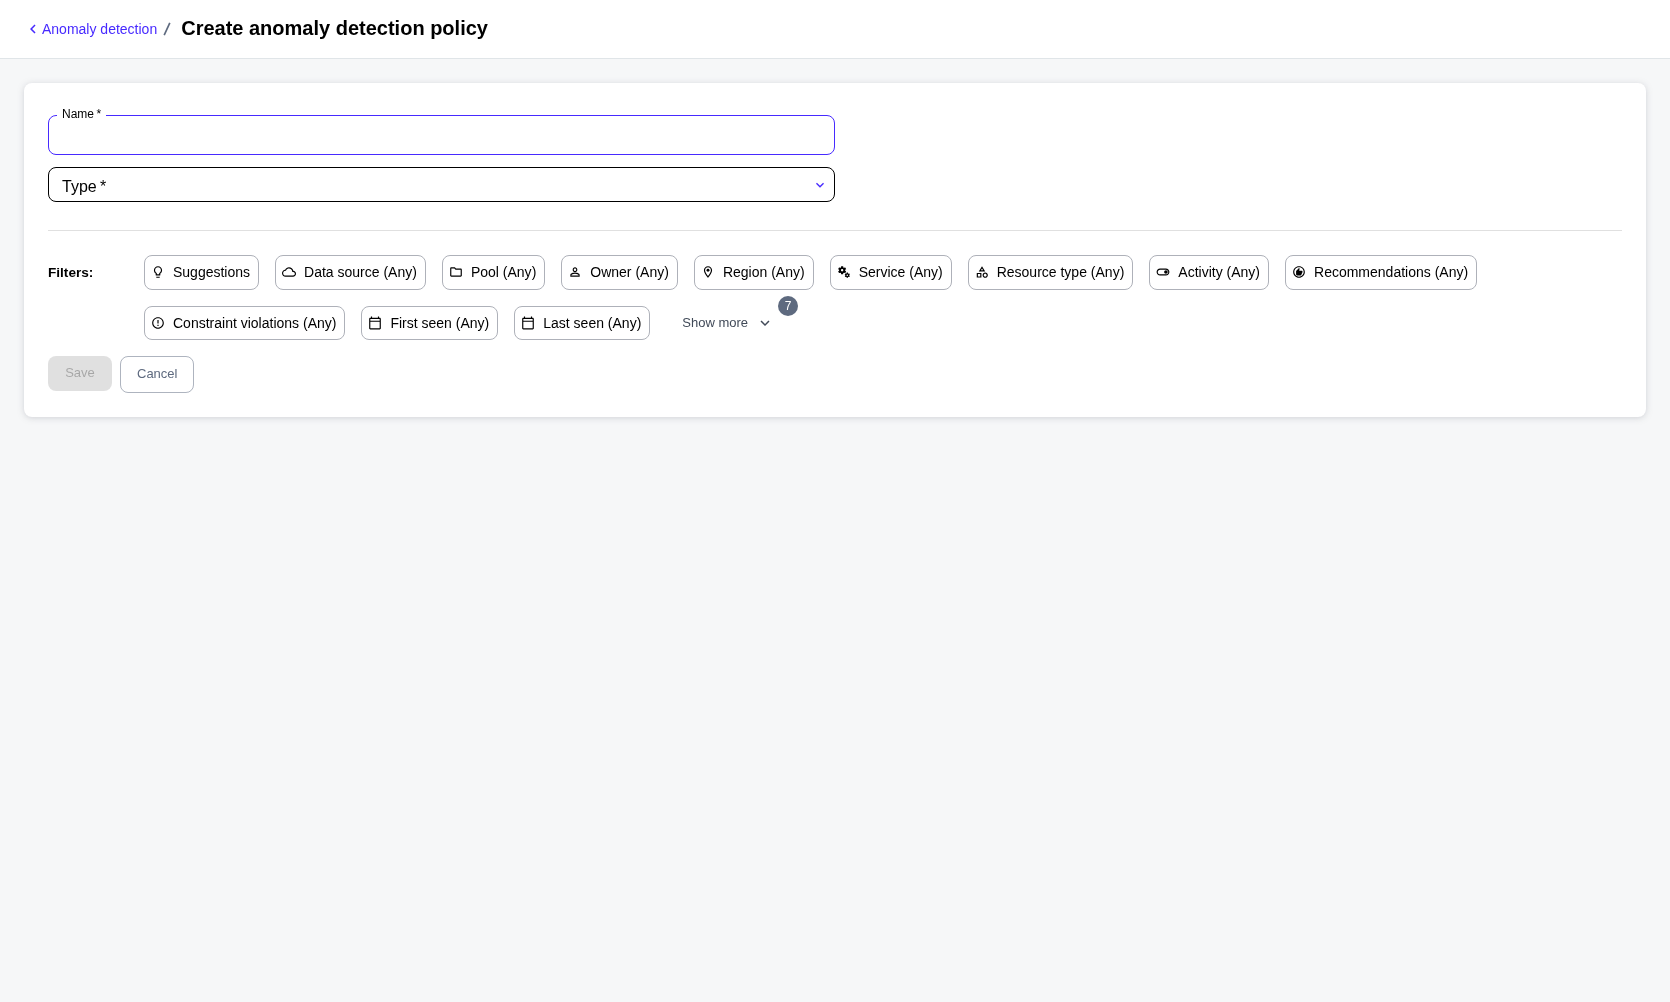 Anomaly detection / Create anomaly detection policy
Name *
Type *
Filters: Suggestions Data source (Any) Pool (Any) Owner (Any) Region (Any) Service (Any) Resource type (Any) Activity (Any) Recommendations (Any)
Constraint violations (Any) First seen (Any) Last seen (Any) Show more 7
Save Cancel